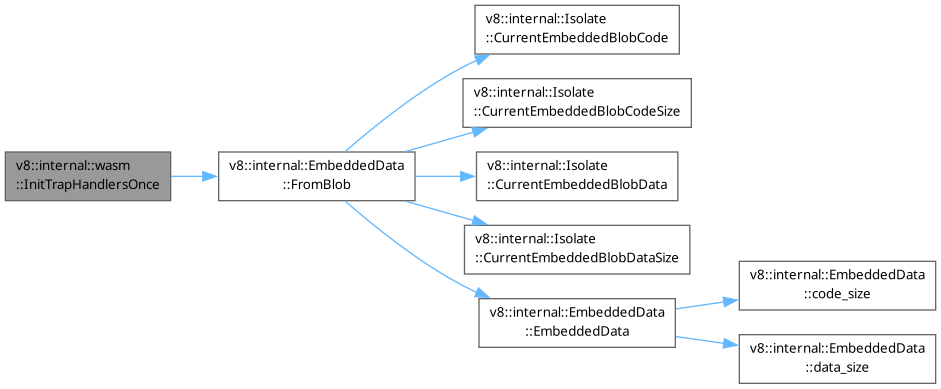 v8::internal::Isolate
::CurrentEmbeddedBlobCode
v8::internal::Isolate
::CurrentEmbeddedBlobCodeSize
v8::internal::wasm
::InitTrapHandlersOnce
v8::internal::EmbeddedData
::FromBlob
v8::internal::Isolate
::CurrentEmbeddedBlobData
v8::internal::Isolate
::CurrentEmbeddedBlobDataSize
v8::internal::EmbeddedData
::EmbeddedData
v8::internal::EmbeddedData
::code_size
v8::internal::EmbeddedData
::data_size